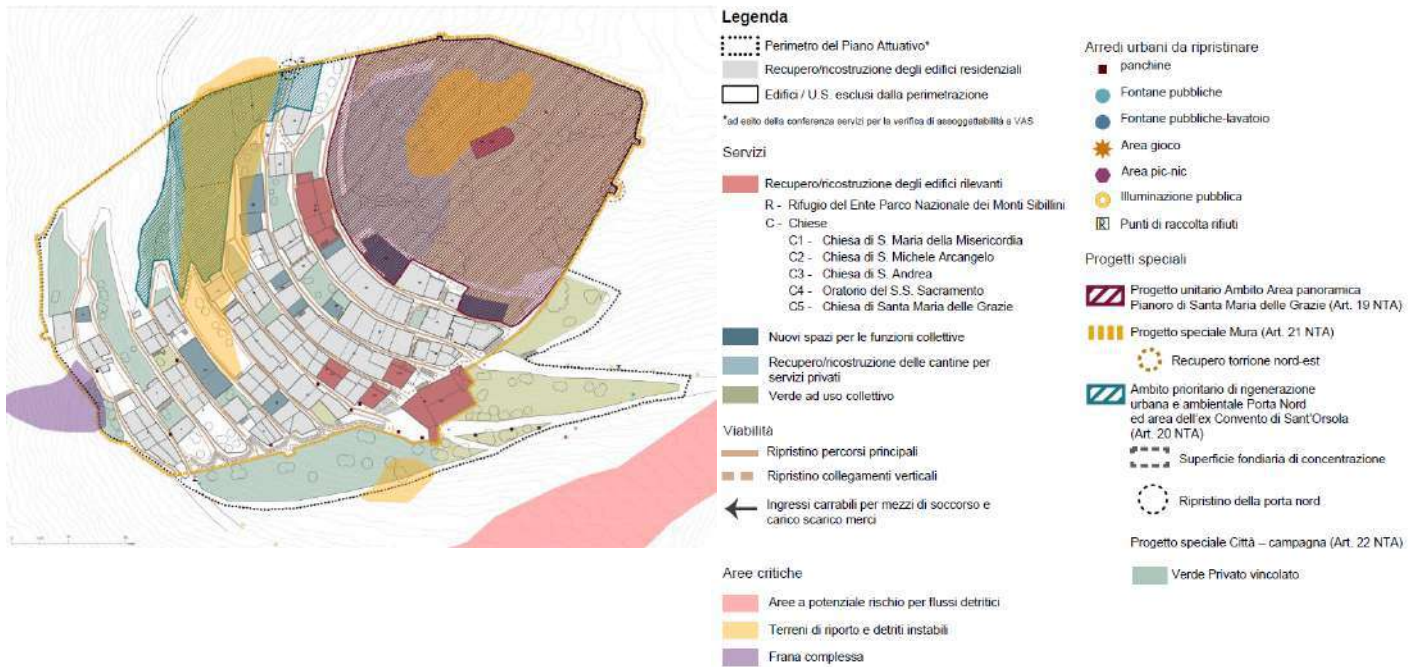 Legenda
Perimetro del Piano Attuativo*
Recupero/ricostruzione degli edifici residenziali
Edifici / U.S. esclusi dalla perimetrazione
*ad esito della conferenza servizi per la verifica di assoggettabilità a VAS
Servizi
Recupero/ricostruzione degli edifici rilevanti
R - Rifugio del Ente Parco Nazionale dei Monti Sibillini
C - Chiese
C1 - Chiesa di S. Maria della Misericordia
C2 - Chiesa di S. Michele Arcangelo
C3 - Chiesa di S. Andrea
C4 - Oratorio del S.S. Sacramento
C5 - Chiesa di Santa Maria delle Grazie
Nuovi spazi per le funzioni collettive
Recupero/ricostruzione delle cantine per
servizi privati
Verde ad uso collettivo
Viabilità
Ripristino percorsi principali
Ripristino collegamenti verticali
Ingressi carrabili per mezzi di soccorso e
carico scarico merci
Aree critiche
Aree a potenziale rischio per flussi detritici
Terreni di riporto e detriti instabili
Frana complessa
Arredi urbani da ripristinare
panchine
Fontane pubbliche
Fontane pubbliche-lavatoio
Area gioco
Area pic-nic
Illuminazione pubblica
R Punti di raccolta rifiuti
Progetti speciali
Progetto unitario Ambito Area panoramica
Pianoro di Santa Maria delle Grazie (Art. 19 NTA)
Progetto speciale Mura (Art. 21 NTA)
Recupero torrione nord-est
Ambito prioritario di rigenerazione
urbana e ambientale Porta Nord
ed area dell'ex Convento di Sant'Orsola
(Art. 20 NTA)
Superficie fondiaria di concentrazione
Ripristino della porta nord
Progetto speciale Città – campagna (Art. 22 NTA)
Verde Privato vincolato